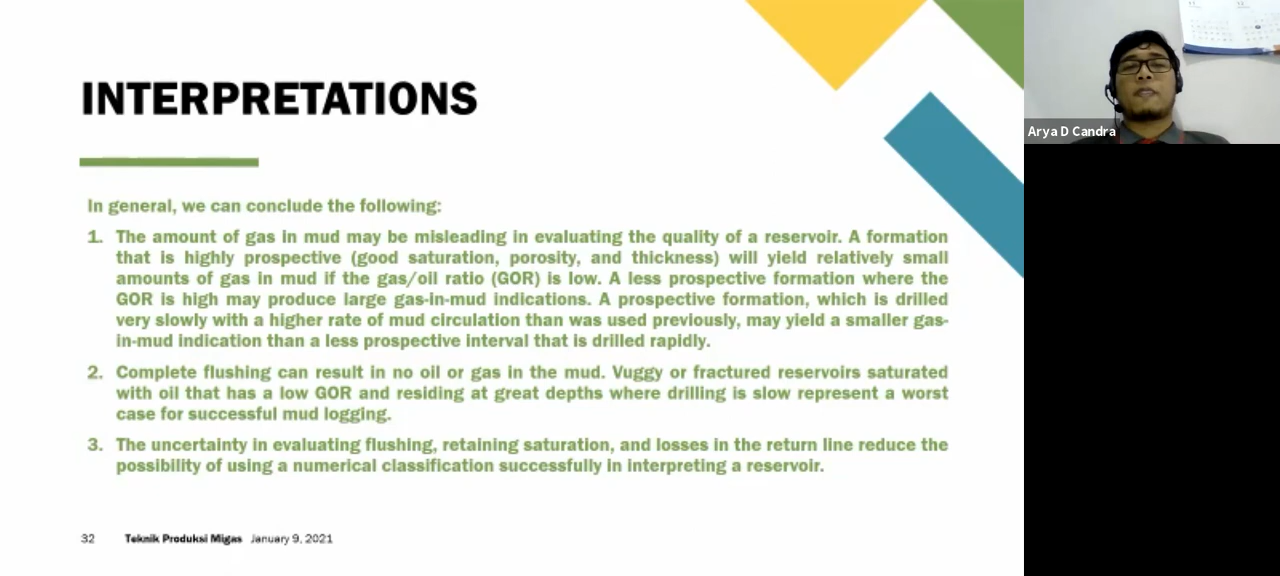 INTERPRETATIONS
In general, we can conclude the following:
1. The amount of gas in mud may be misleading in evaluating the quality of a reservoir. A formation
that is highly prospective (good saturation, porosity, and thickness) will yield relatively small
amounts of gas in mud if the gas/oil ratio (GOR) is low. A less prospective formation where the
GOR is high may produce large gas-in-mud indications. A prospective formation, which is drilled
very slowly with a higher rate of mud circulation than was used previously, may yield a smaller gas-
in-mud indication than a less prospective interval that is drilled rapidly.
2. Complete flushing can result in no oil or gas in the mud. Vuggy or fractured reservoirs saturated
with oil that has a low GOR and residing at great depths where drilling is slow represent a worst
case for successful mud logging.
3. The uncertainty in evaluating flushing, retaining saturation, and losses in the return line reduce the
possibility of using a numerical classification successfully in interpreting a reservoir.
32 Teknik Produksi Migas January 9, 2021
Arya D Candra